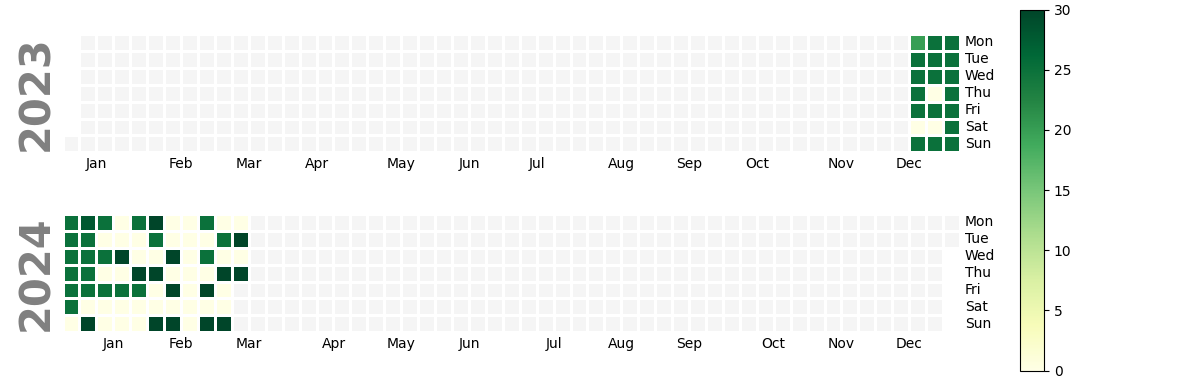 2023
Mon
Tue
Wed
Thu
Fri
Sat
Sun
Jan Feb Mar Apr May Jun Jul Aug Sep Oct Nov Dec
2024
Mon
Tue
Wed
Thu
Fri
Sat
Sun
Jan Feb Mar Apr May Jun Jul Aug Sep Oct Nov Dec
30
25
20
15
10
5
0